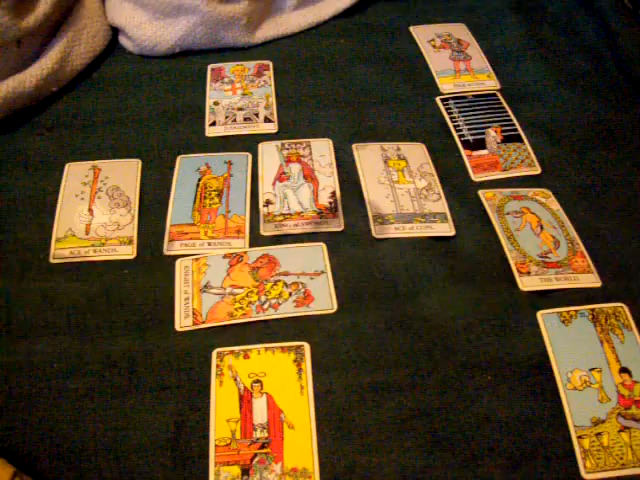 JUDGEMENT.
ACE of WANDS.
PAGE of WANDS.
KING of SWORDS.
ACE of CUPS.
KNIGHT of WANDS.
THE WORLD.